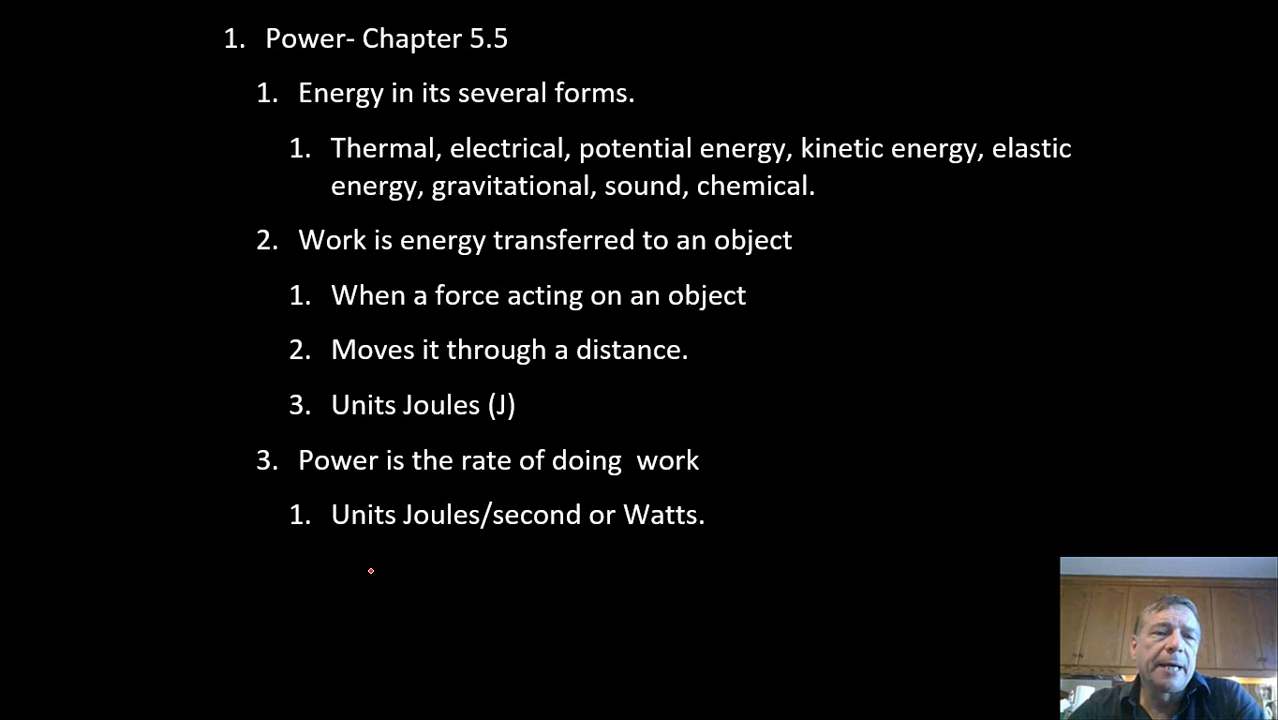 1. Power- Chapter 5.5
1. Energy in its several forms.
1. Thermal, electrical, potential energy, kinetic energy, elastic
energy, gravitational, sound, chemical.
2. Work is energy transferred to an object
1. When a force acting on an object
2. Moves it through a distance.
3. Units Joules (J)
3. Power is the rate of doing  work
1. Units Joules/second or Watts.